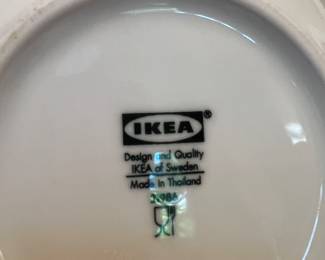 IKEA®
Design and Quality
IKEA of Sweden
Made in Thailand